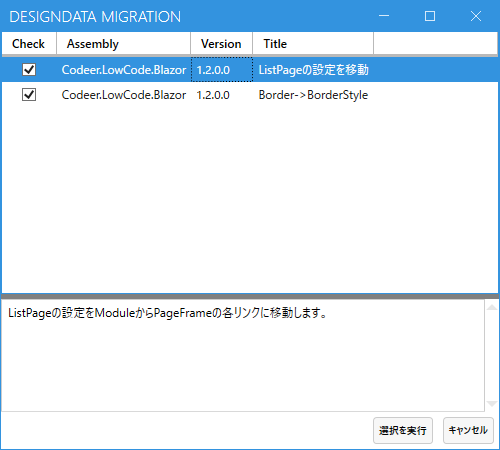 DESIGNDATA MIGRATION
Check Assembly Version Title
Codeer.LowCode.Blazor 1.2.0.0 ListPageの設定を移動
Codeer.LowCode.Blazor 1.2.0.0 Border->BorderStyle
ListPageの設定をModuleからPageFrameの各リンクに移動します。
選択を実行 キャンセル